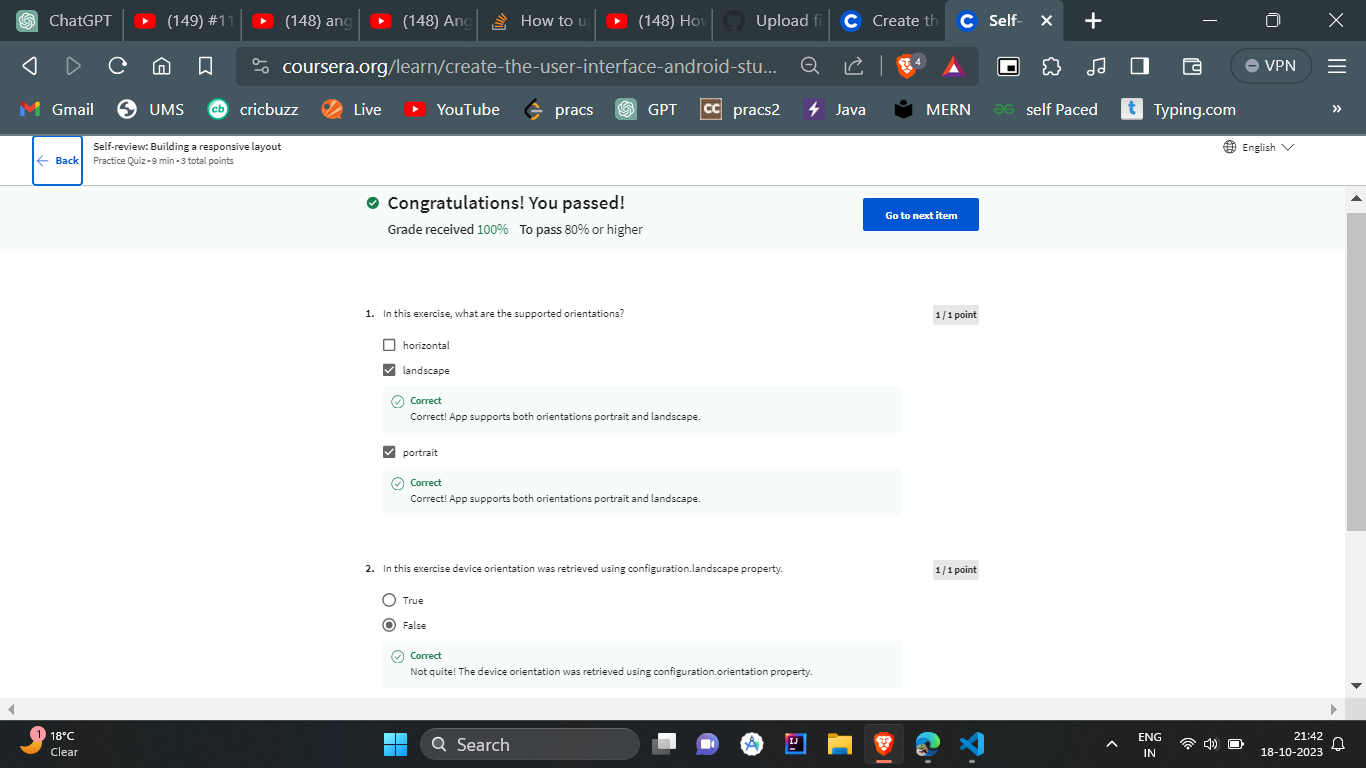 ChatGPT
(149) #11
(148) ang
(148) Ang
How to u
(148) How
Upload fi
Create th
Self-
coursera.org/learn/create-the-user-interface-android-stu...
4
VPN
Gmail
UMS
cb
cricbuzz
Live
YouTube
pracs
GPT
CC
pracs2
Java
MERN
self Paced
t
Typing.com
»
Back
Self-review: Building a responsive layout
Practice Quiz • 9 min • 3 total points
English
Congratulations! You passed!
Grade received 100% To pass 80% or higher
Go to next item
1. In this exercise, what are the supported orientations?
1 / 1 point
horizontal
landscape
Correct
Correct! App supports both orientations portrait and landscape.
portrait
Correct
Correct! App supports both orientations portrait and landscape.
2. In this exercise device orientation was retrieved using configuration.landscape property.
1 / 1 point
True
False
Correct
Not quite! The device orientation was retrieved using configuration.orientation property.
1
18°C
Clear
Search
IJ
ENG
IN
21:42
18-10-2023